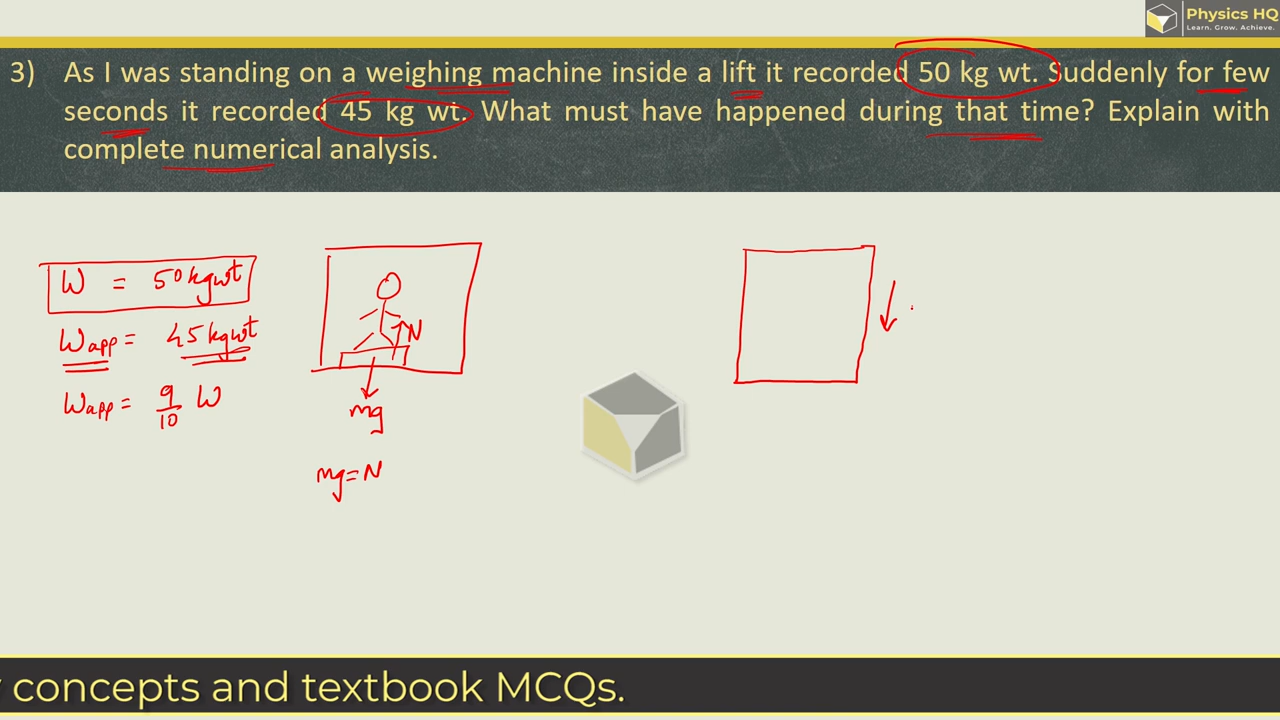 Physics HQ
Learn. Grow. Achieve.
3) As I was standing on a weighing machine inside a lift it recorded 50 kg wt. Suddenly for few
seconds it recorded 45 kg wt. What must have happened during that time? Explain with
complete numerical analysis.
W = 50 kgwt
Wapp = 45 kgwt
Wapp = 9/10 W
N
mg
mg = N
concepts and textbook MCQs.